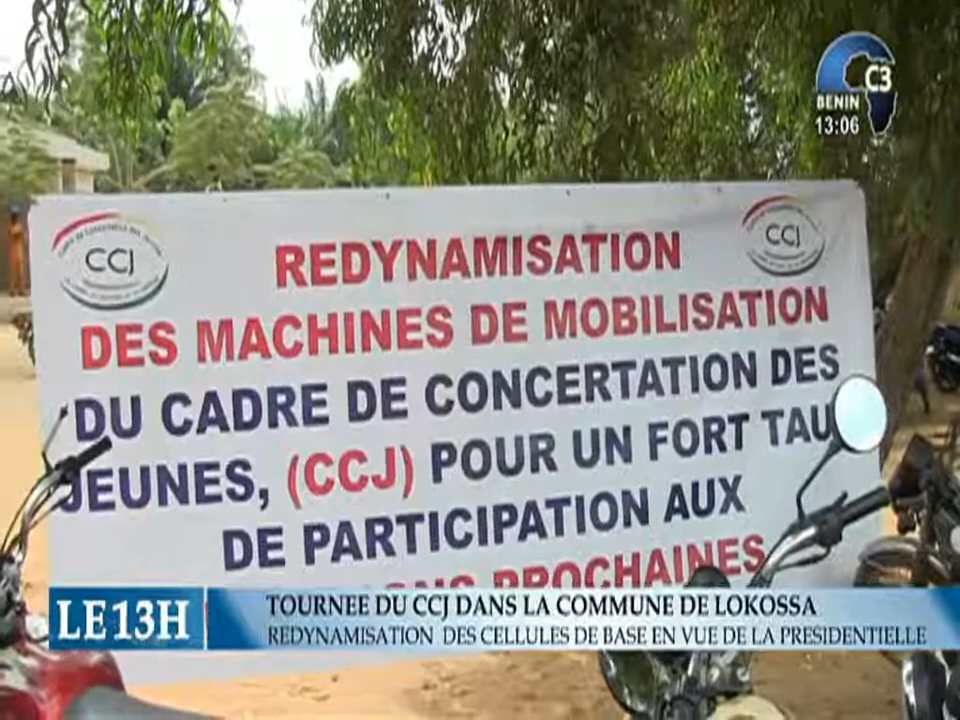 C3
BENIN
13:06
CCJ
CCJ
REDYNAMISATION
DES MACHINES DE MOBILISATION
DU CADRE DE CONCERTATION DES
JEUNES, (CCJ) POUR UN FORT TAU
DE PARTICIPATION AUX
PROCHAINES
LE 13H
TOURNEE DU CCJ DANS LA COMMUNE DE LOKOSSA
REDYNAMISATION DES CELLULES DE BASE EN VUE DE LA PRESIDENTIELLE